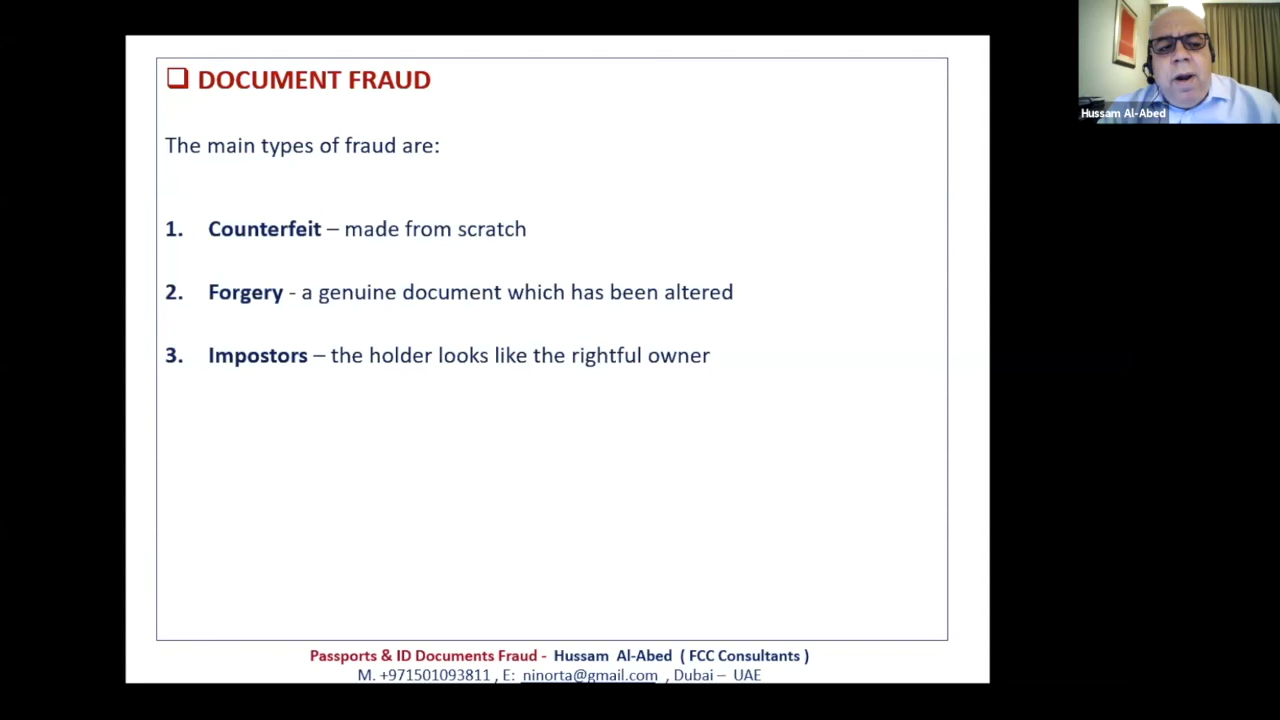 ❑ DOCUMENT FRAUD
The main types of fraud are:
1. Counterfeit – made from scratch
2. Forgery - a genuine document which has been altered
3. Impostors – the holder looks like the rightful owner
Passports & ID Documents Fraud - Hussam Al-Abed ( FCC Consultants )
M. +971501093811 , E: ninorta@gmail.com , Dubai – UAE
Hussam Al-Abed